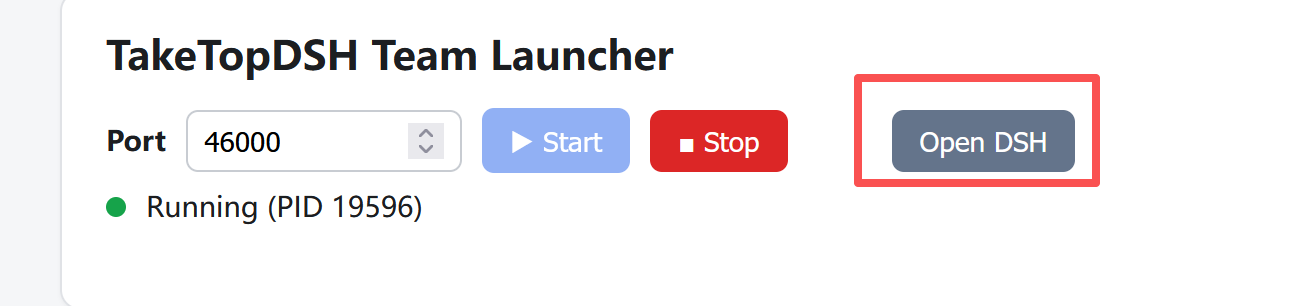 TakeTopDSH Team Launcher
Port 46000 ▶ Start ■ Stop Open DSH
Running (PID 19596)